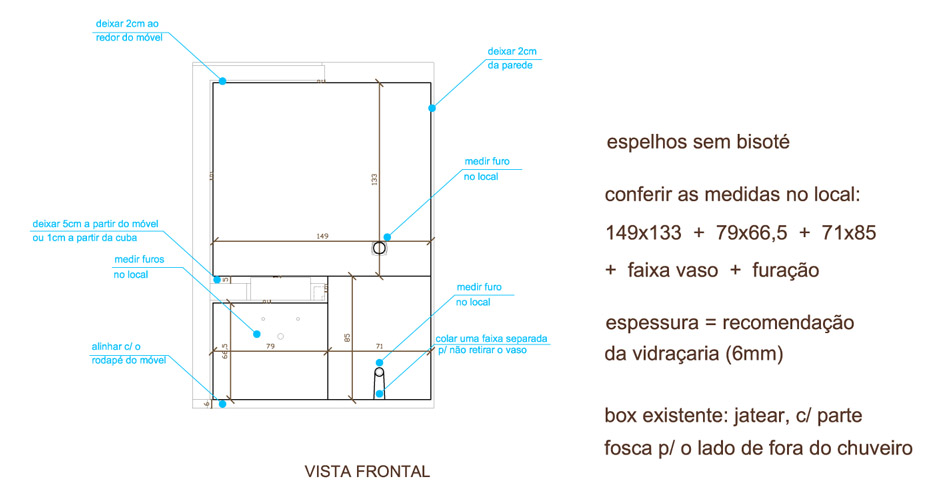 deixar 2cm ao
redor do móvel
deixar 2cm
da parede
133
medir furo
no local
149
deixar 5cm a partir do móvel
ou 1cm a partir da cuba
medir furos
no local
5
medir furo
no local
85
66,5
79
71
colar uma faixa separada
p/ não retirar o vaso
alinhar c/ o
rodapé do móvel
6
VISTA FRONTAL
espelhos sem bisoté
conferir as medidas no local:
149x133 + 79x66,5 + 71x85
+ faixa vaso + furação
espessura = recomendação
da vidraçaria (6mm)
box existente: jatear, c/ parte
fosca p/ o lado de fora do chuveiro